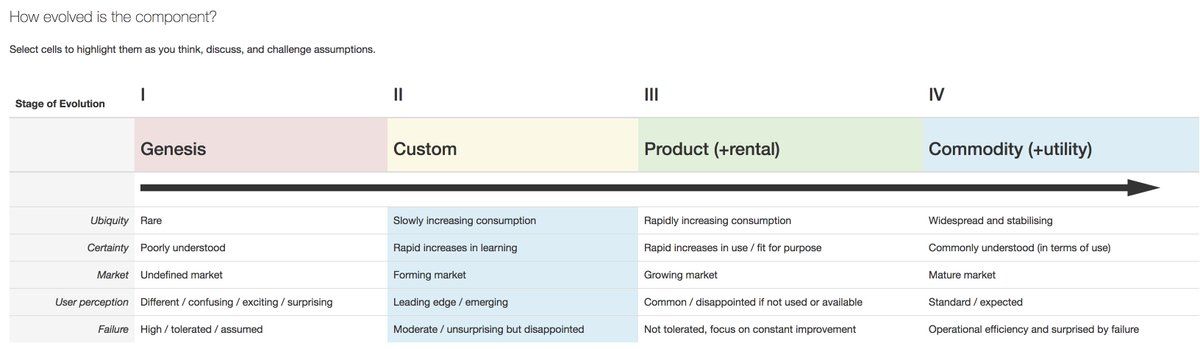 How evolved is the component?
Select cells to highlight them as you think, discuss, and challenge assumptions.
Stage of Evolution I II III IV
Genesis Custom Product (+rental) Commodity (+utility)
Ubiquity Rare Slowly increasing consumption Rapidly increasing consumption Widespread and stabilising
Certainty Poorly understood Rapid increases in learning Rapid increases in use / fit for purpose Commonly understood (in terms of use)
Market Undefined market Forming market Growing market Mature market
User perception Different / confusing / exciting / surprising Leading edge / emerging Common / disappointed if not used or available Standard / expected
Failure High / tolerated / assumed Moderate / unsurprising but disappointed Not tolerated, focus on constant improvement Operational efficiency and surprised by failure